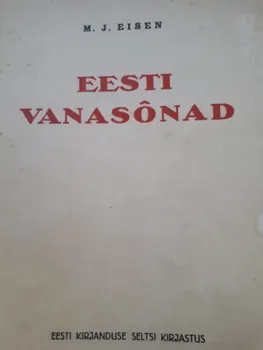 M. J. EISEN
EESTI
VANASÔNAD
EESTI KIRJANDUSE SELTSI KIRJASTUS